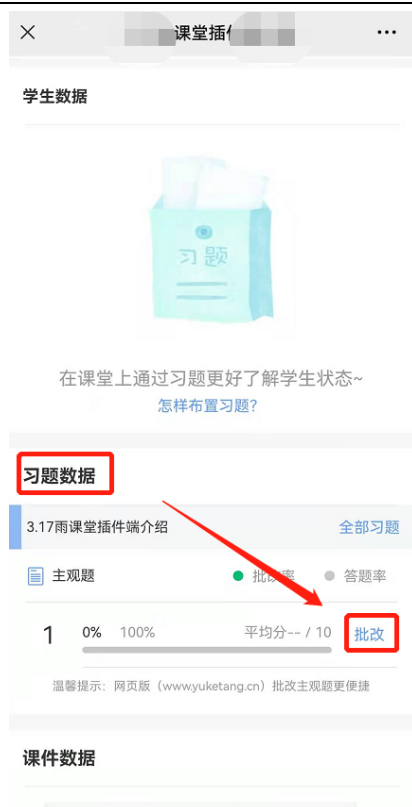 课堂插
学生数据
习题
在课堂上通过习题更好了解学生状态~
怎样布置习题?
习题数据
3.17雨课堂插件端介绍 全部习题
主观题 批改率 答题率
1 0% 100% 平均分-- / 10 批改
温馨提示: 网页版 (www.yuketang.cn) 批改主观题更便捷
课件数据